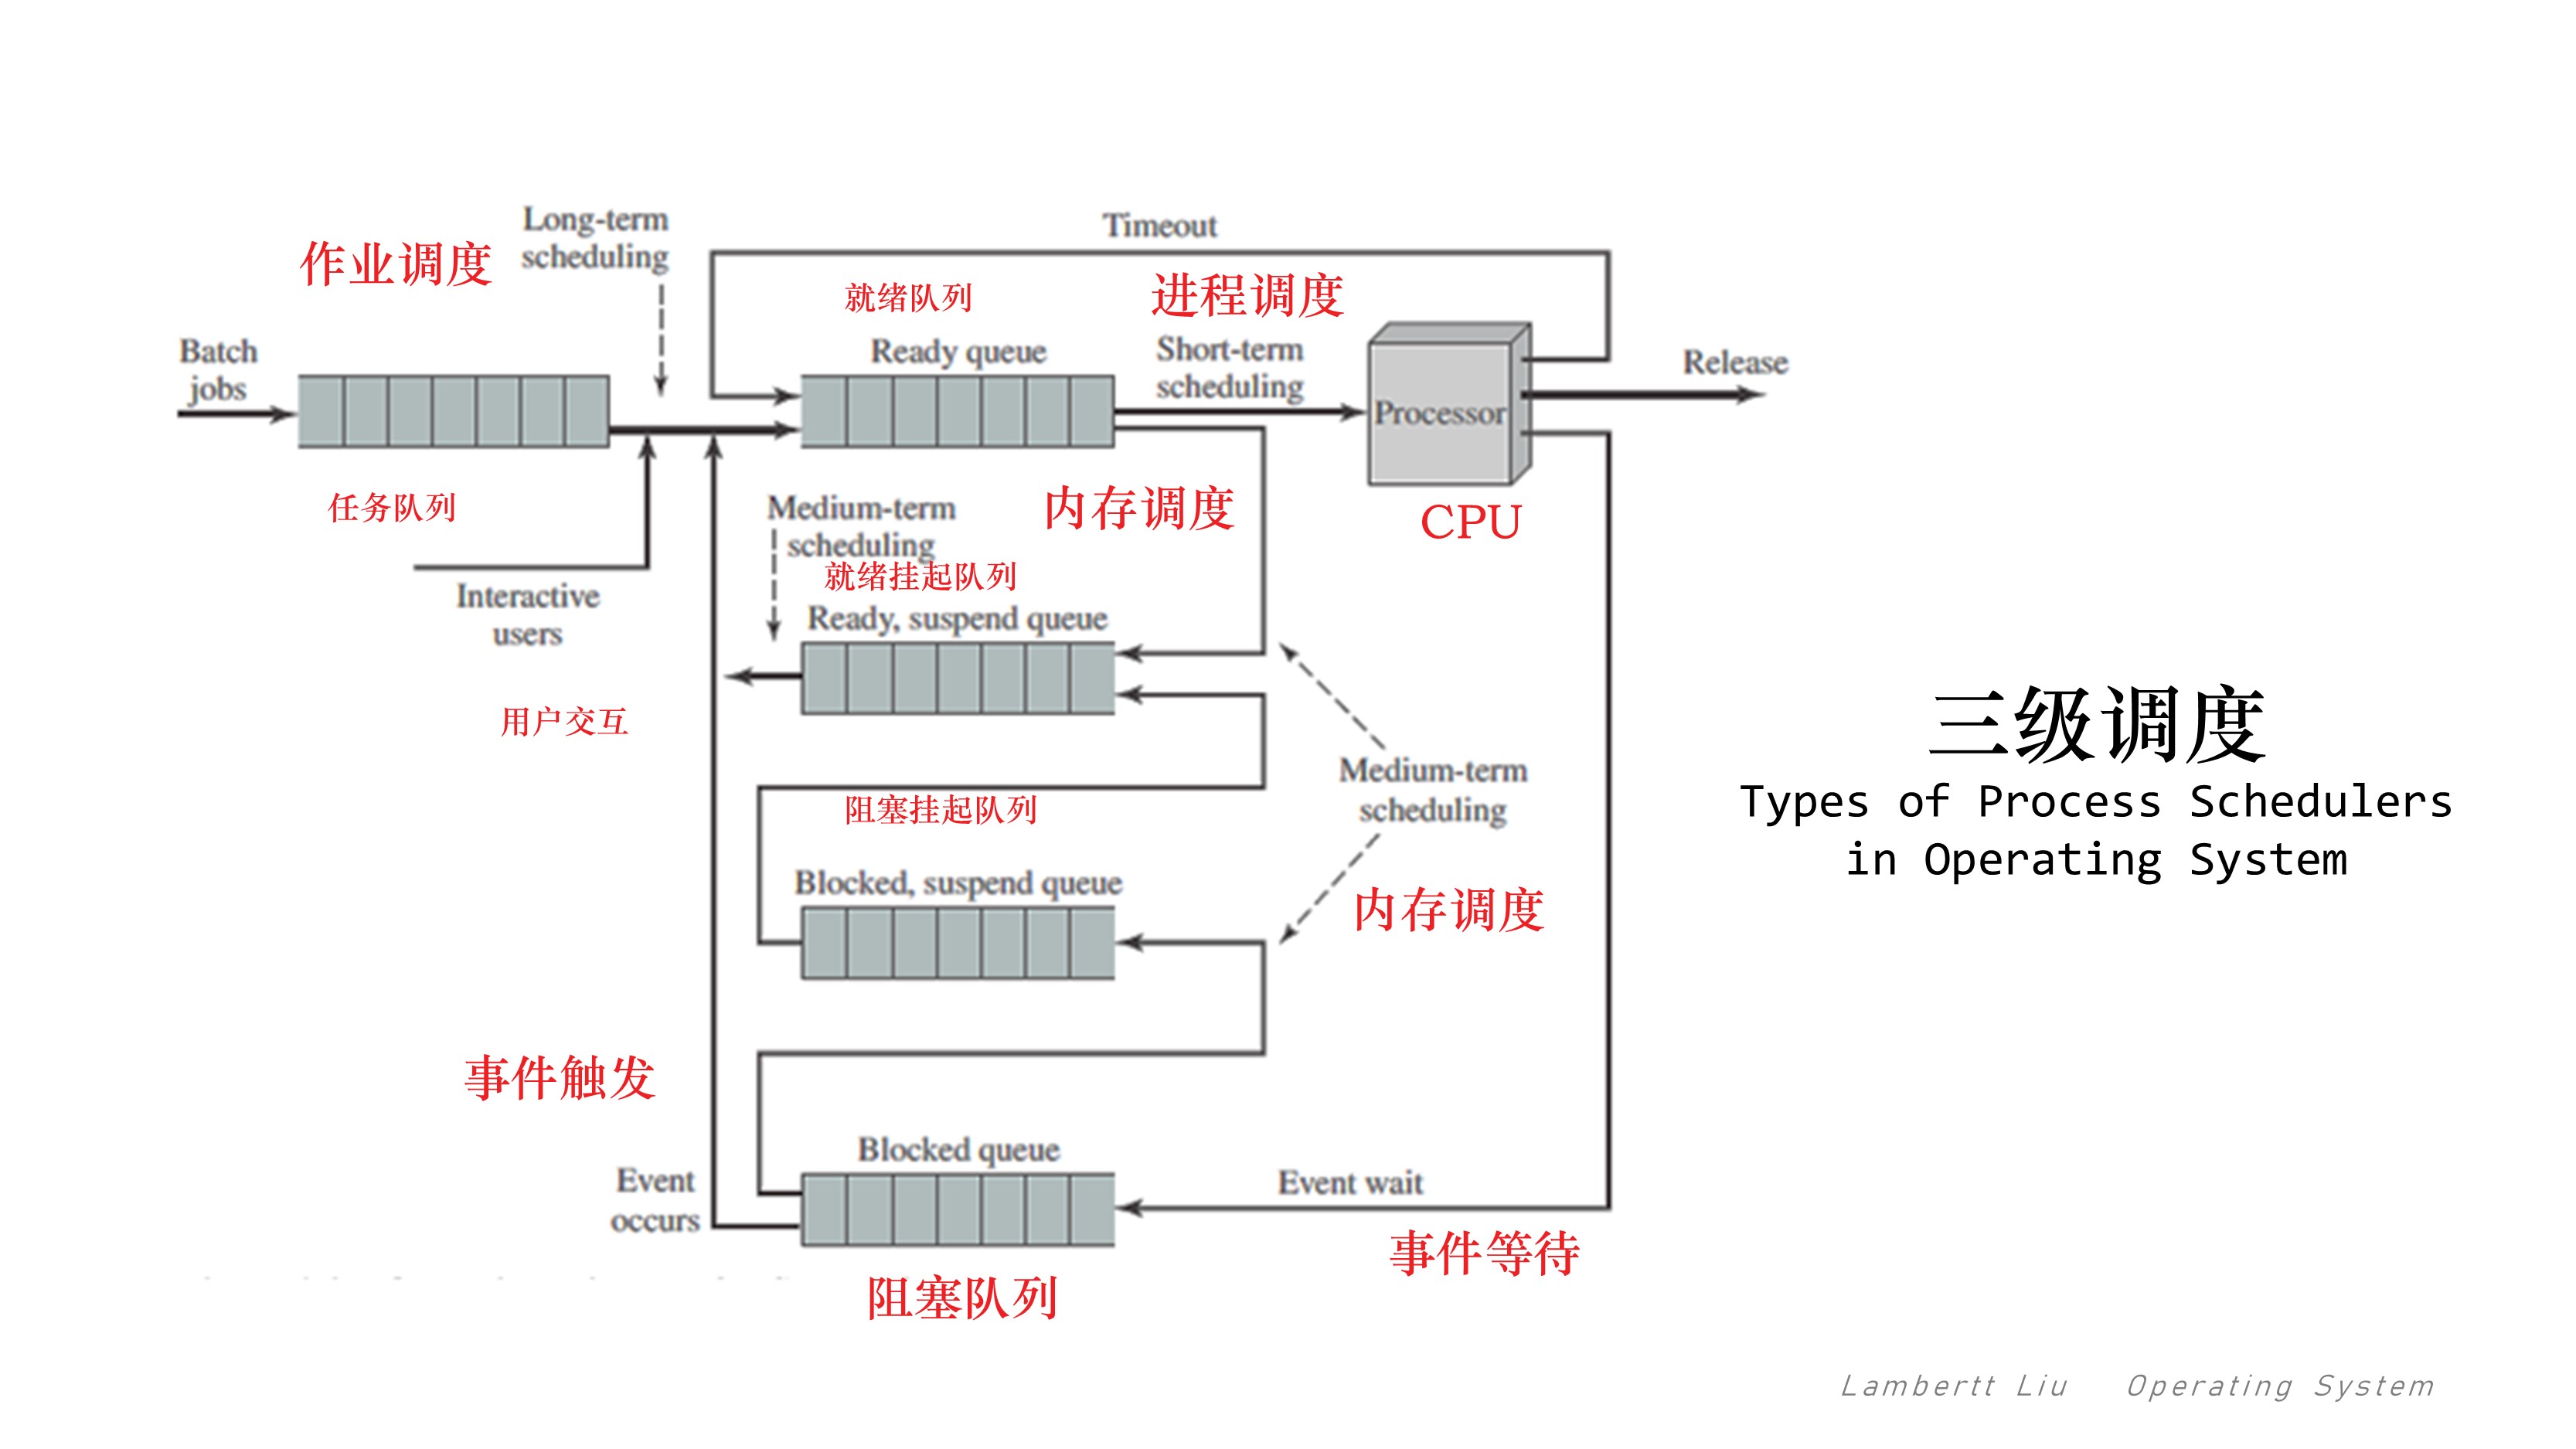 Long-term
scheduling
作业调度
Timeout
就绪队列
进程调度
Batch
jobs
Ready queue
Short-term
scheduling
Processor
Release
任务队列
Medium-term
scheduling
内存调度
CPU
就绪挂起队列
Interactive
users
Ready, suspend queue
用户交互
三级调度
Types of Process Schedulers
in Operating System
阻塞挂起队列
Medium-term
scheduling
Blocked, suspend queue
内存调度
事件触发
Blocked queue
Event
occurs
Event wait
事件等待
阻塞队列
Lambertt Liu Operating System